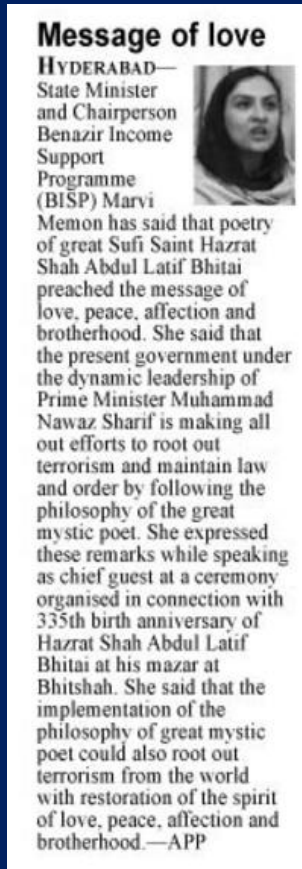 Message of love
HYDERABAD—
State Minister
and Chairperson
Benazir Income
Support
Programme
(BISP) Marvi
Memon has said that poetry
of great Sufi Saint Hazrat
Shah Abdul Latif Bhitai
preached the message of
love, peace, affection and
brotherhood. She said that
the present government under
the dynamic leadership of
Prime Minister Muhammad
Nawaz Sharif is making all
out efforts to root out
terrorism and maintain law
and order by following the
philosophy of the great
mystic poet. She expressed
these remarks while speaking
as chief guest at a ceremony
organised in connection with
335th birth anniversary of
Hazrat Shah Abdul Latif
Bhitai at his mazar at
Bhitshah. She said that the
implementation of the
philosophy of great mystic
poet could also root out
terrorism from the world
with restoration of the spirit
of love, peace, affection and
brotherhood.—APP